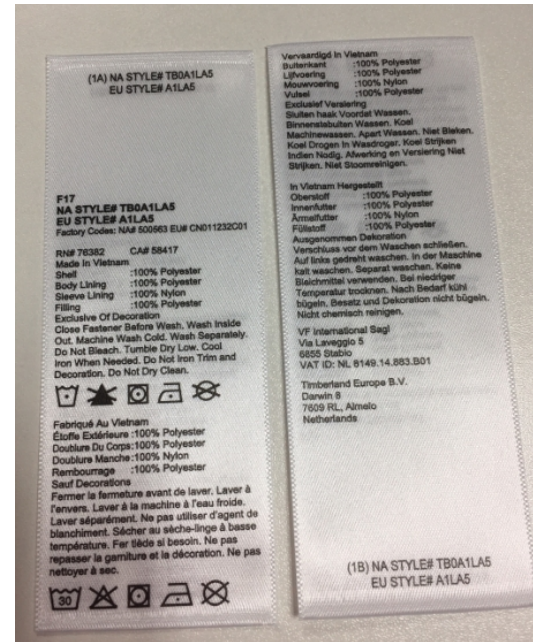 (1A) NA STYLE# TB0A1LA5
EU STYLE# A1LA5
F17
NA STYLE# TB0A1LA5
EU STYLE# A1LA5
Factory Codes: NA# 500563 EU# CN011232C01
RN# 76382 CA# 58417
Made In Vietnam
Shell :100% Polyester
Body Lining :100% Polyester
Sleeve Lining :100% Nylon
Filling :100% Polyester
Exclusive Of Decoration
Close Fastener Before Wash. Wash Inside
Out. Machine Wash Cold. Wash Separately.
Do Not Bleach. Tumble Dry Low. Cool
Iron When Needed. Do Not Iron Trim and
Decoration. Do Not Dry Clean.
Fabriqué Au Vietnam
Étoffe Extérieure :100% Polyester
Doublure Du Corps:100% Polyester
Doublure Manche:100% Nylon
Rembourrage :100% Polyester
Sauf Decorations
Fermer la fermeture avant de laver. Laver à
l'envers. Laver à la machine à l'eau froide.
Laver séparément. Ne pas utiliser d'agent de
blanchiment. Sécher au sèche-linge à basse
température. Fer tiède si besoin. Ne pas
repasser la garniture et la décoration. Ne pas
nettoyer à sec.
30
Vervaardigd In Vietnam
Buitenkant :100% Polyester
Lijfvoering :100% Polyester
Mouwvoering :100% Nylon
Vulsel :100% Polyester
Exclusief Versiering
Sluiten haak Voordat Wassen.
Binnenstebuiten Wassen. Koel
Machinewassen. Apart Wassen. Niet Bleken.
Koel Drogen In Wasdroger. Koel Strijken
Indien Nodig. Afwerking en Versiering Niet
Strijken. Niet Stoomreinigen.
In Vietnam Hergestellt
Oberstoff :100% Polyester
Innenfutter :100% Polyester
Ärmelfutter :100% Nylon
Füllstoff :100% Polyester
Ausgenommen Dekoration
Verschluss vor dem Waschen schließen.
Auf links gedreht waschen. In der Maschine
kalt waschen. Separat waschen. Keine
Bleichmittel verwenden. Bei niedriger
Temperatur trocknen. Nach Bedarf kühl
bügeln. Besatz und Dekoration nicht bügeln.
Nicht chemisch reinigen.
VF International Sagl
Via Laveggio 5
6855 Stabio
VAT ID: NL 8149.14.883.B01
Timberland Europe B.V.
Darwin 8
7609 RL, Almelo
Netherlands
(1B) NA STYLE# TB0A1LA5
EU STYLE# A1LA5